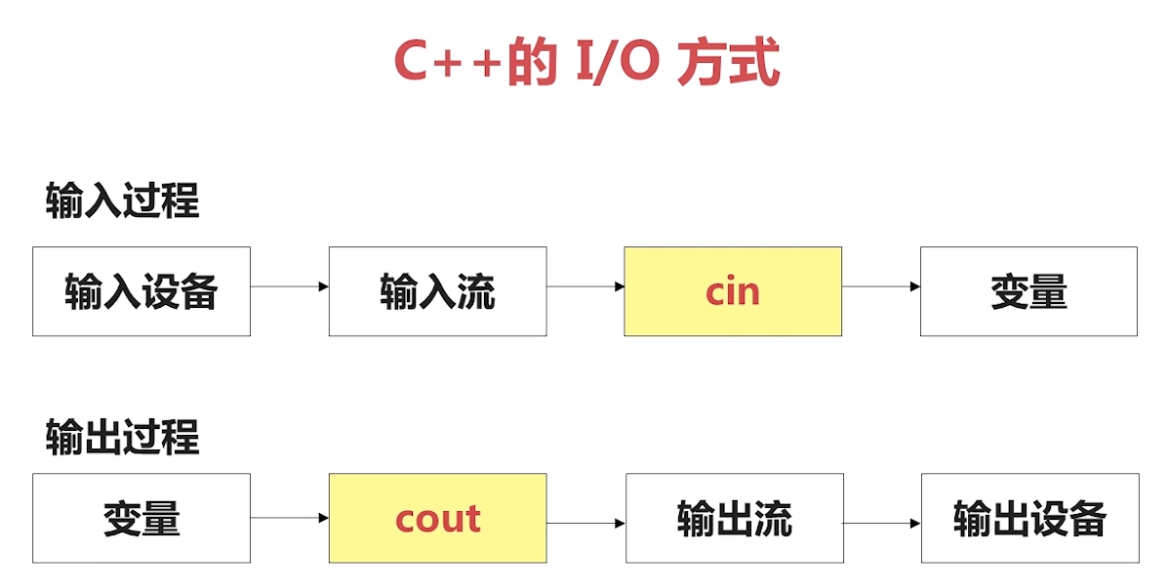 C++的 I/O 方式
输入过程
输入设备
输入流
cin
变量
输出过程
变量
cout
输出流
输出设备